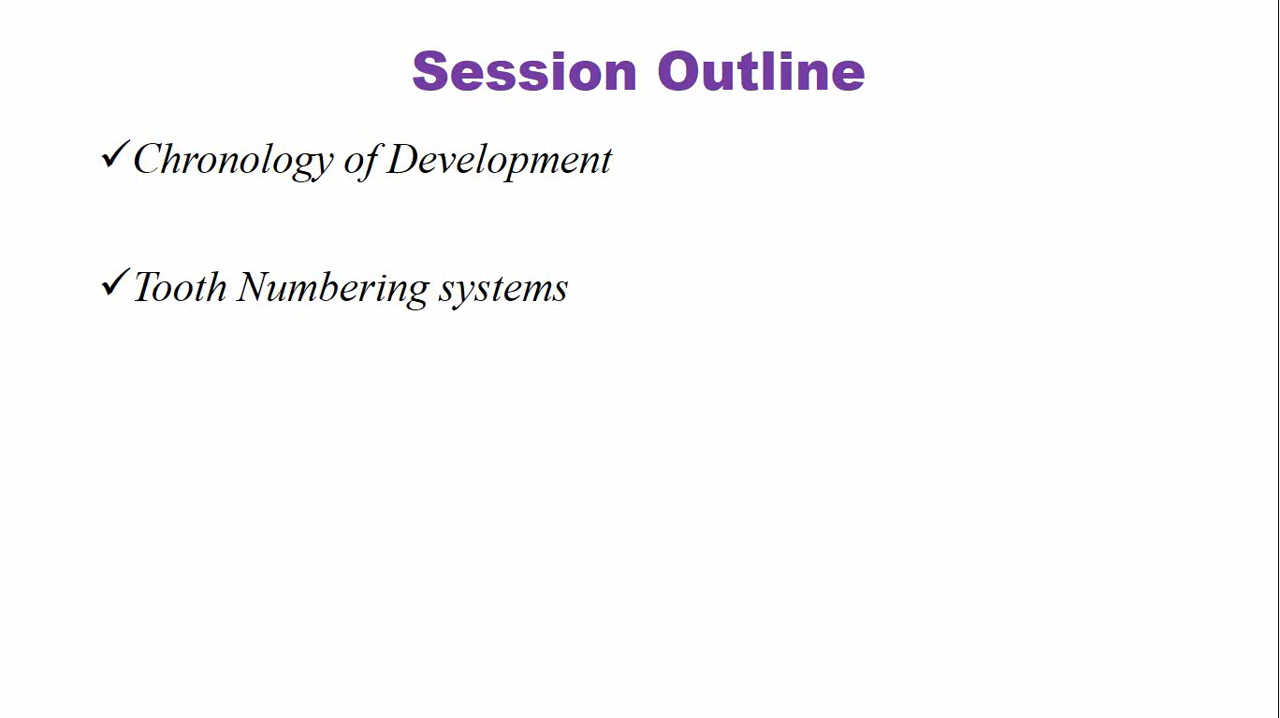 Session Outline
✓Chronology of Development
✓Tooth Numbering systems